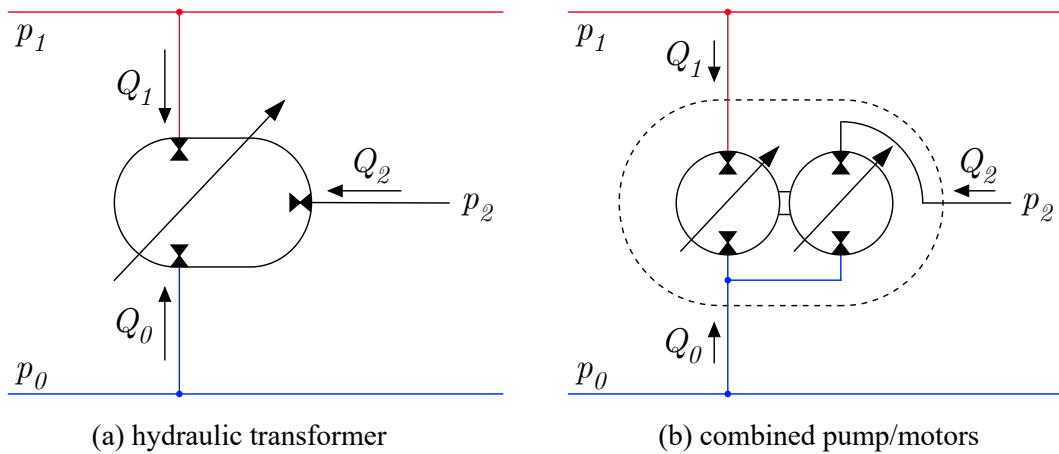 p1
Q1
Q2
p2
Q0
p0
(a) hydraulic transformer
p1
Q1
Q2
p2
Q0
p0
(b) combined pump/motors